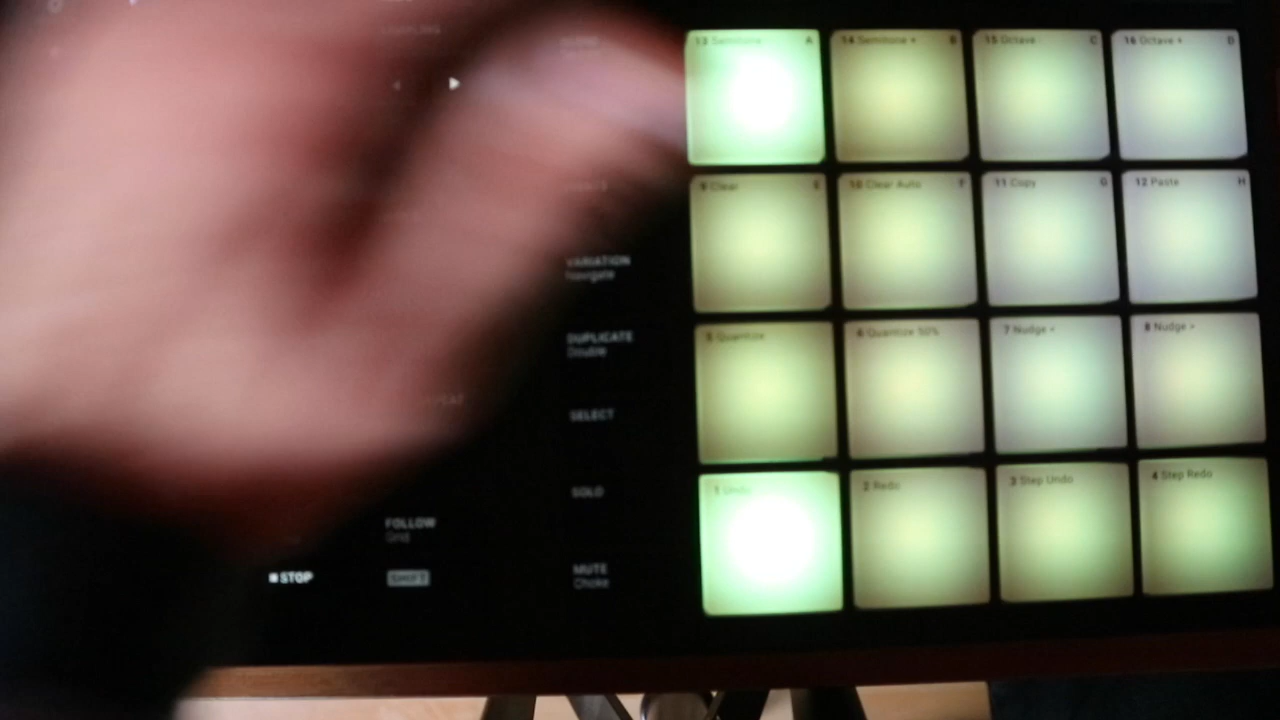 13 Semitone - A
14 Semitone + B
15 Octave - C
16 Octave + D
9 Clear E
10 Clear Auto F
11 Copy G
12 Paste H
VARIATION
Navigate
5 Quantize
6 Quantize 50%
7 Nudge <
8 Nudge >
DUPLICATE
Double
SELECT
1 Undo
2 Redo
3 Step Undo
4 Step Redo
SOLO
FOLLOW
Grid
MUTE
Choke
STOP
SHIFT